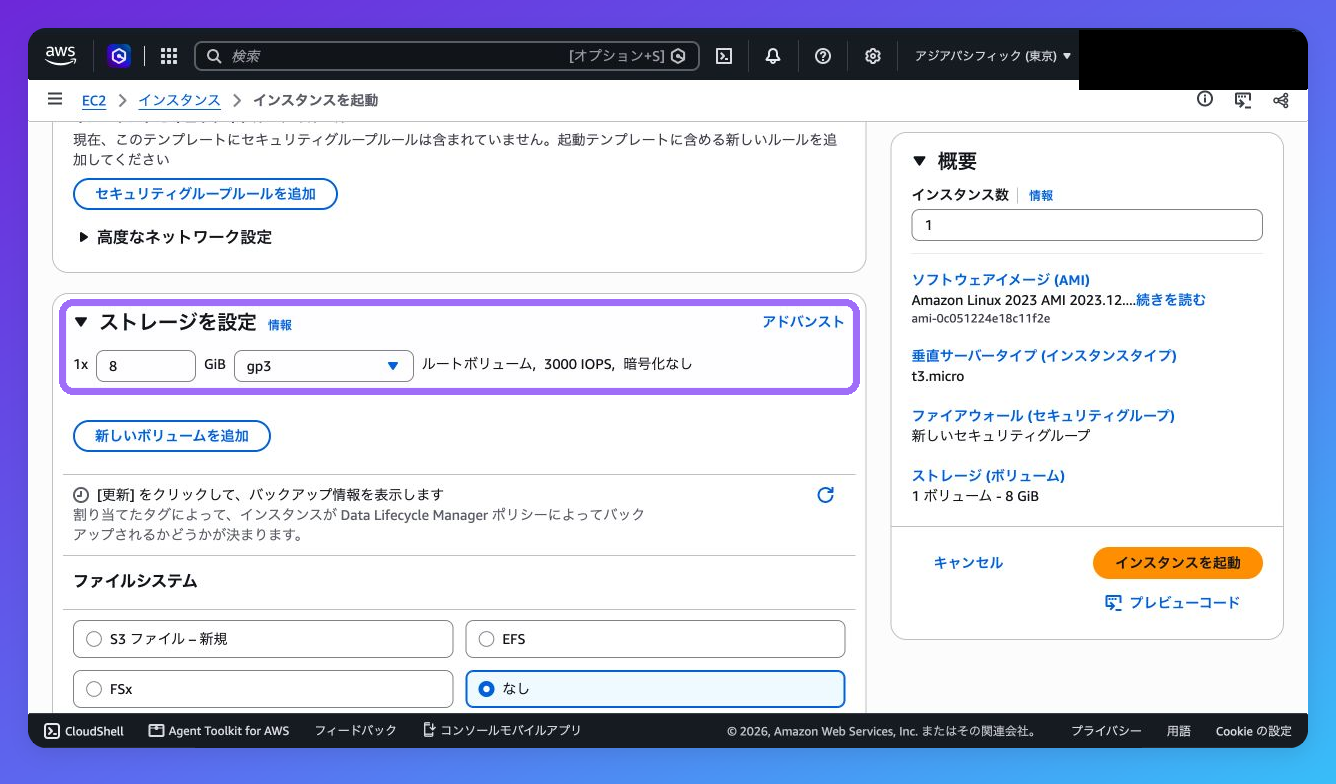 aws
検索 [オプション+S]
アジアパシフィック (東京)
EC2 インスタンス インスタンスを起動
現在、このテンプレートにセキュリティグループルールは含まれていません。起動テンプレートに含める新しいルールを追
加してください
セキュリティグループルールを追加
高度なネットワーク設定
ストレージを設定 情報 アドバンスト
1x 8 GiB gp3 ルートボリューム, 3000 IOPS, 暗号化なし
新しいボリュームを追加
[更新] をクリックして、バックアップ情報を表示します
割り当てたタグによって、インスタンスが Data Lifecycle Manager ポリシーによってバック
アップされるかどうかが決まります。
ファイルシステム
S3 ファイル – 新規
EFS
FSx
なし
概要
インスタンス数 情報
1
ソフトウェアイメージ (AMI)
Amazon Linux 2023 AMI 2023.12....続きを読む
ami-0c051224e18c11f2e
垂直サーバータイプ (インスタンスタイプ)
t3.micro
ファイアウォール (セキュリティグループ)
新しいセキュリティグループ
ストレージ (ボリューム)
1 ボリューム - 8 GiB
キャンセル インスタンスを起動
プレビューコード
CloudShell Agent Toolkit for AWS フィードバック コンソールモバイルアプリ © 2026, Amazon Web Services, Inc. またはその関連会社。 プライバシー 用語 Cookie の設定